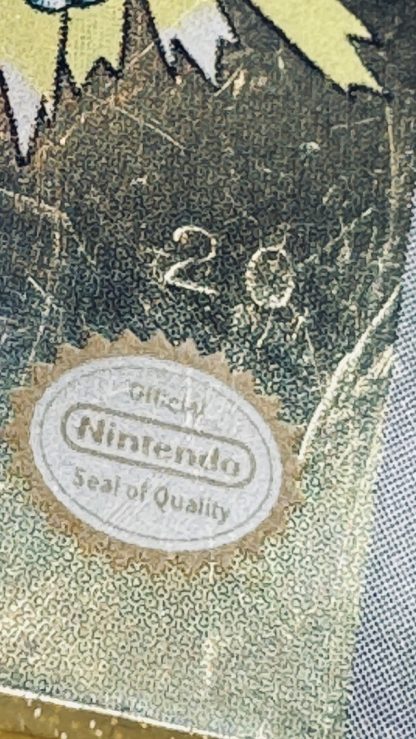 20
Official
Nintendo
Seal of Quality